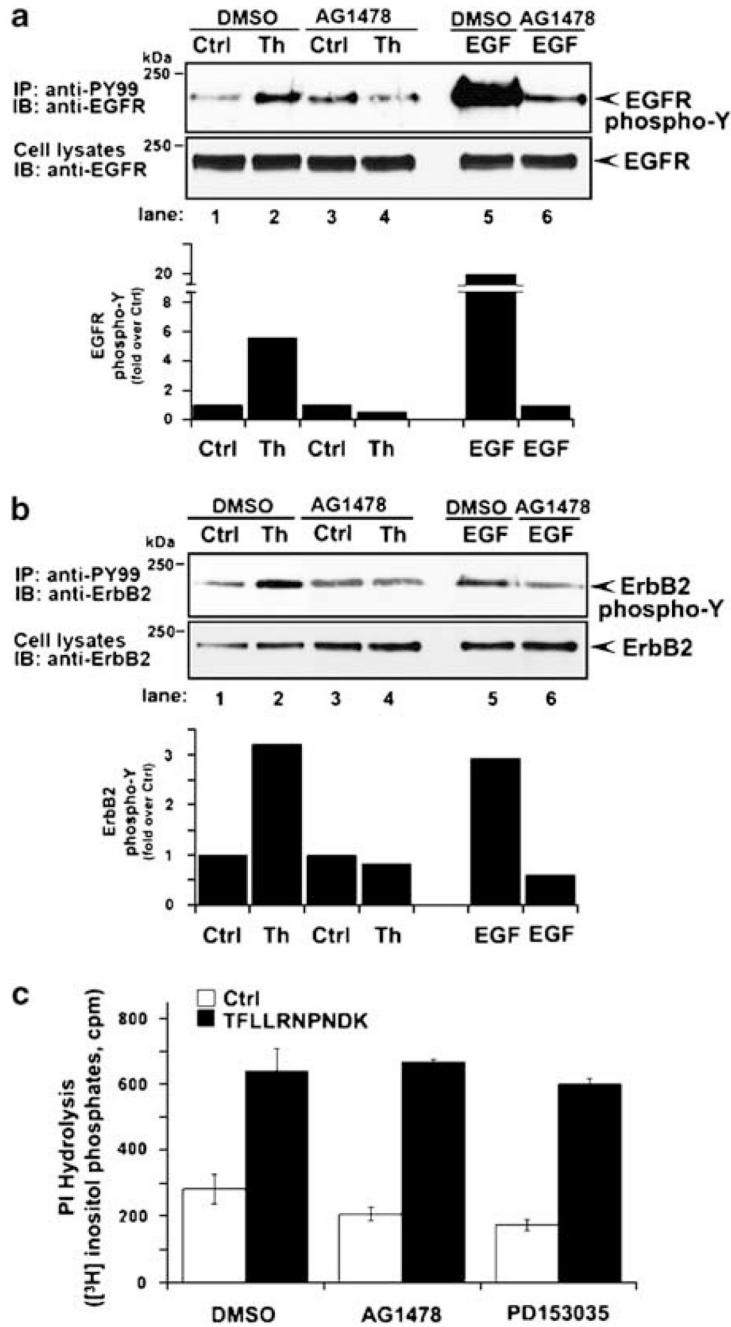 a
DMSO AG1478 DMSO AG1478
kDa Ctrl Th Ctrl Th EGF EGF
250
IP: anti-PY99
IB: anti-EGFR
EGFR
phospho-Y
250
Cell lysates
IB: anti-EGFR
EGFR
lane: 1 2 3 4 5 6
EGFR
phospho-Y
(fold over Ctrl)
20
8
6
4
2
0
Ctrl Th Ctrl Th EGF EGF
b
DMSO AG1478 DMSO AG1478
kDa Ctrl Th Ctrl Th EGF EGF
250
IP: anti-PY99
IB: anti-ErbB2
ErbB2
phospho-Y
250
Cell lysates
IB: anti-ErbB2
ErbB2
lane: 1 2 3 4 5 6
ErbB2
phospho-Y
(fold over Ctrl)
3
2
1
0
Ctrl Th Ctrl Th EGF EGF
c
Ctrl
TFLLRNPNDK
PI Hydrolysis
([³H] inositol phosphates, cpm)
800
600
400
200
0
DMSO AG1478 PD153035